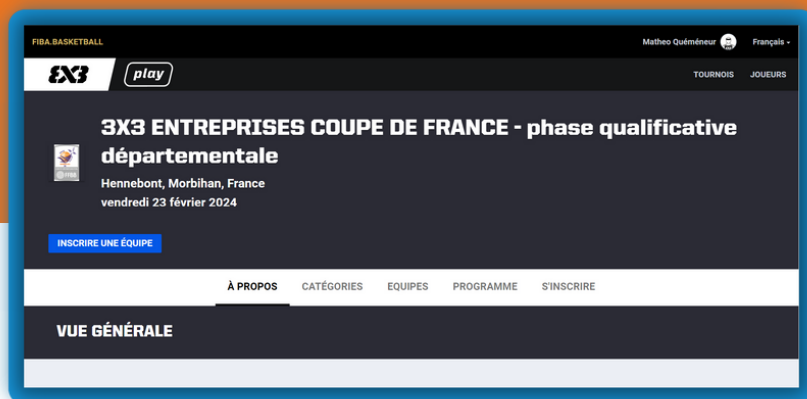 FIBA.BASKETBALL
Matheo Quéméneur
Français
3X3
play
TOURNOIS
JOUEURS
3X3 ENTREPRISES COUPE DE FRANCE - phase qualificative
départementale
Hennebont, Morbihan, France
vendredi 23 février 2024
INSCRIRE UNE ÉQUIPE
À PROPOS
CATÉGORIES
EQUIPES
PROGRAMME
S'INSCRIRE
VUE GÉNÉRALE